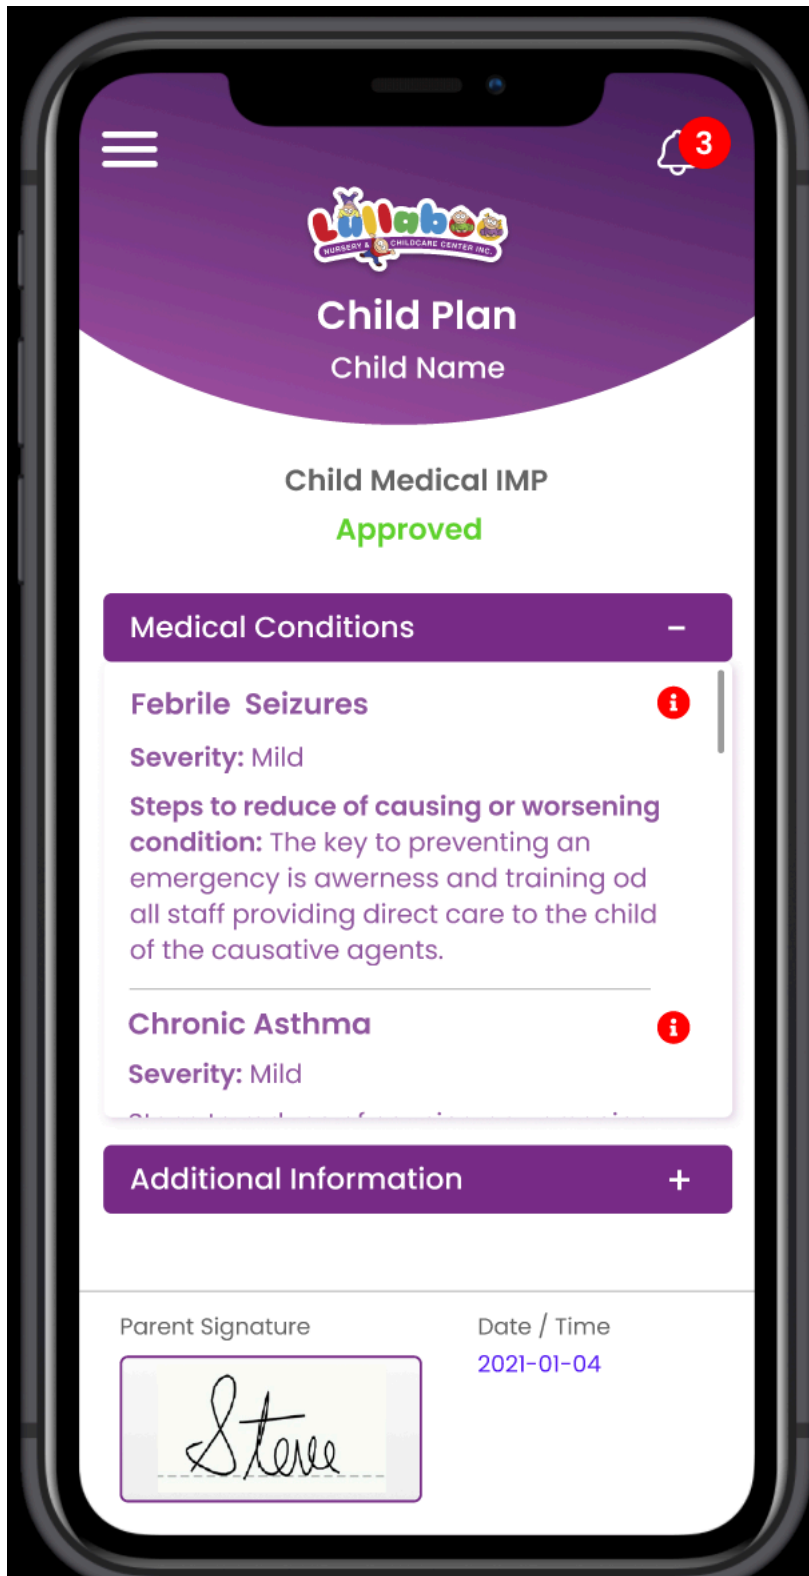 3
Lullaboo
NURSERY & CHILDCARE CENTER INC.
Child Plan
Child Name
Child Medical IMP
Approved
Medical Conditions –
Febrile Seizures
Severity: Mild
Steps to reduce of causing or worsening
condition: The key to preventing an
emergency is awerness and training od
all staff providing direct care to the child
of the causative agents.
Chronic Asthma
Severity: Mild
Additional Information +
Parent Signature
Date / Time
2021-01-04
Steve